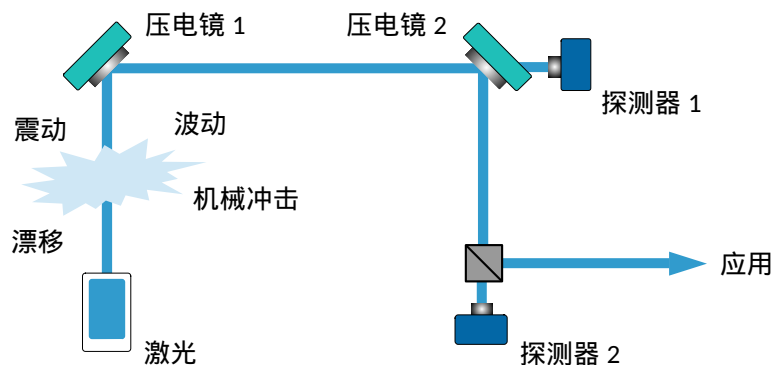 压电镜 1
压电镜 2
探测器 1
震动
波动
机械冲击
漂移
应用
激光
探测器 2